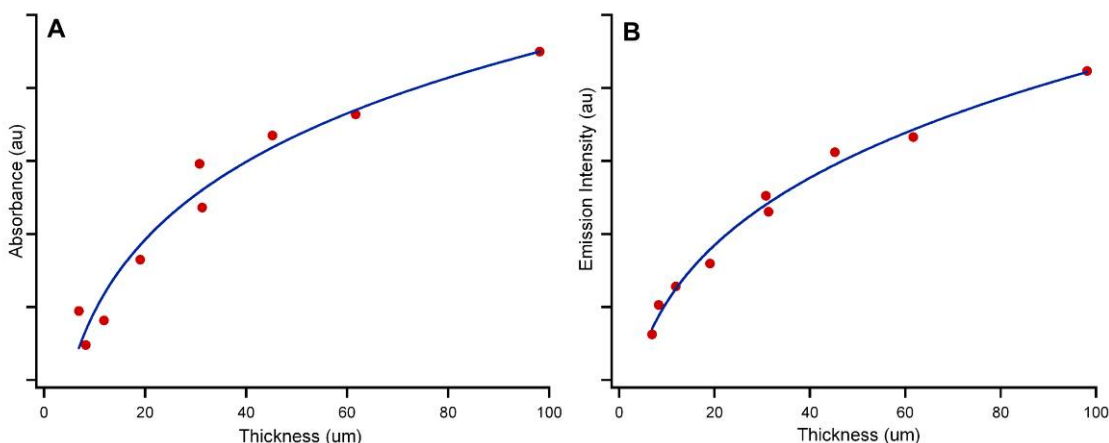 A
Absorbance (au)
0 20 40 60 80 100
Thickness (um)
B
Emission Intensity (au)
0 20 40 60 80 100
Thickness (um)